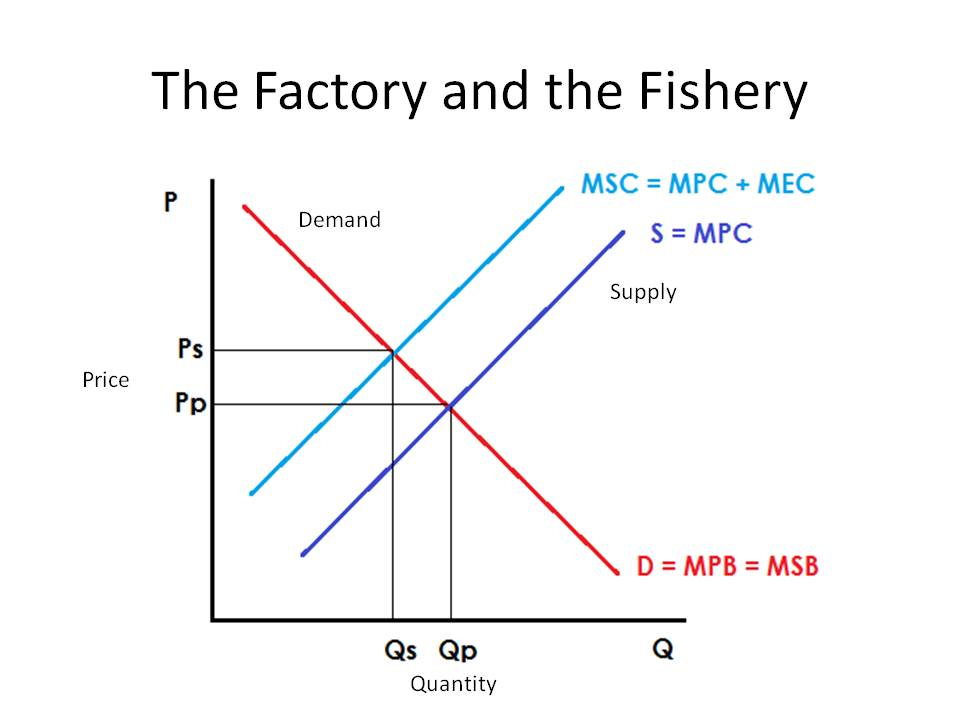 The Factory and the Fishery
MSC = MPC + MEC
P
Demand
S = MPC
Supply
Ps
Price
Pp
D = MPB = MSB
Qs Qp Q
Quantity